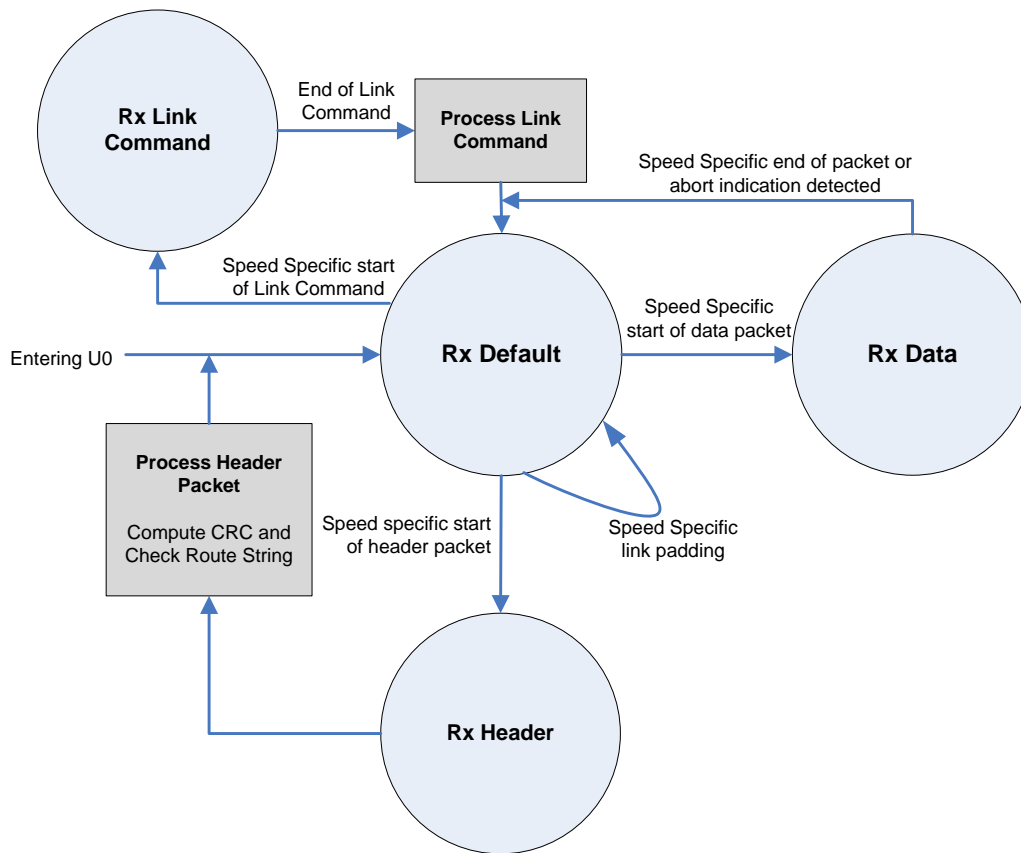 Rx Link
Command
End of Link
Command
Process Link
Command
Speed Specific end of packet or
abort indication detected
Speed Specific start
of Link Command
Entering U0
Rx Default
Speed Specific
start of data packet
Rx Data
Process Header
Packet
Compute CRC and
Check Route String
Speed specific start
of header packet
Speed Specific
link padding
Rx Header